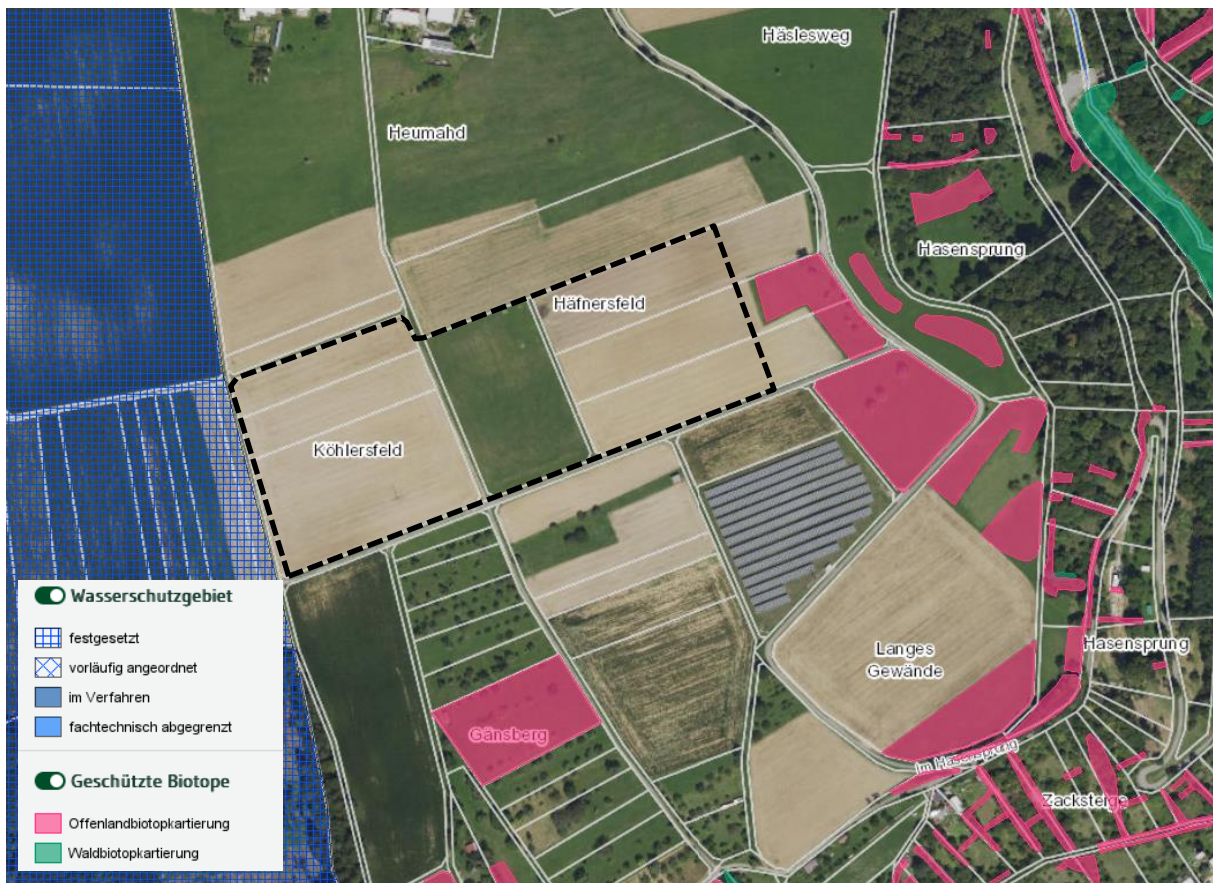 Häslesweg
Heumahd
Hasensprung
Häfnersfeld
Köhlersfeld
Langes
Gewände
Hasensprung
Gänsberg
Im Hasensprung
Zacksteige
Wasserschutzgebiet
festgesetzt
vorläufig angeordnet
im Verfahren
fachtechnisch abgegrenzt
Geschützte Biotope
Offenlandbiotopkartierung
Waldbiotopkartierung